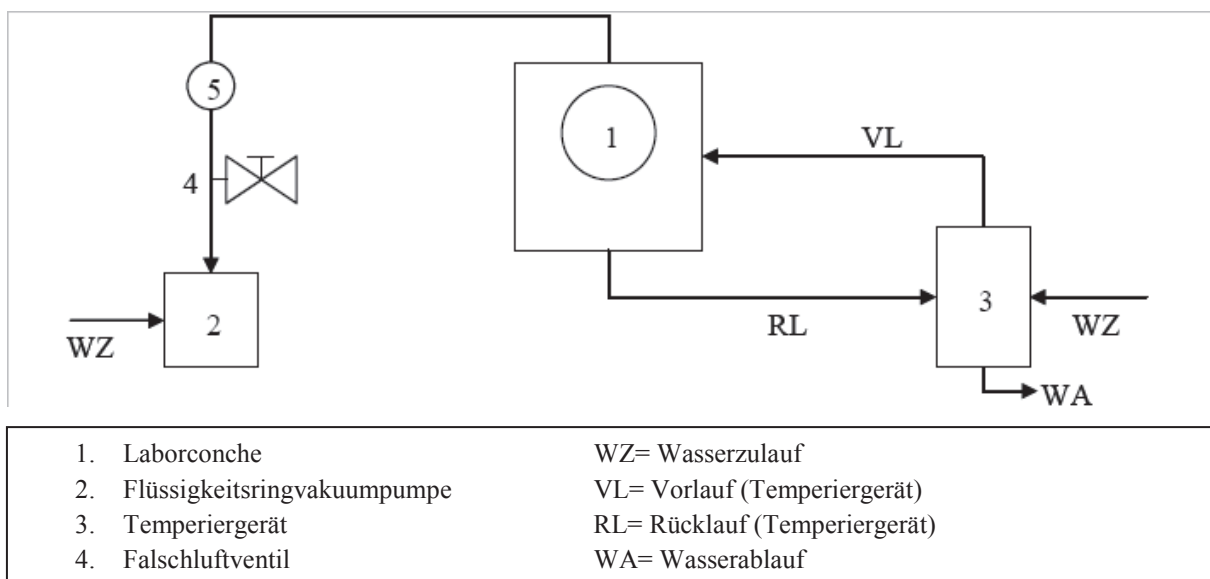 5
1
VL
4
2
3
WZ
RL
WZ
WA
1. Laborconche WZ= Wasserzulauf
2. Flüssigkeitsringvakuumpumpe VL= Vorlauf (Temperiergerät)
3. Temperiergerät RL= Rücklauf (Temperiergerät)
4. Falschluftventil WA= Wasserablauf